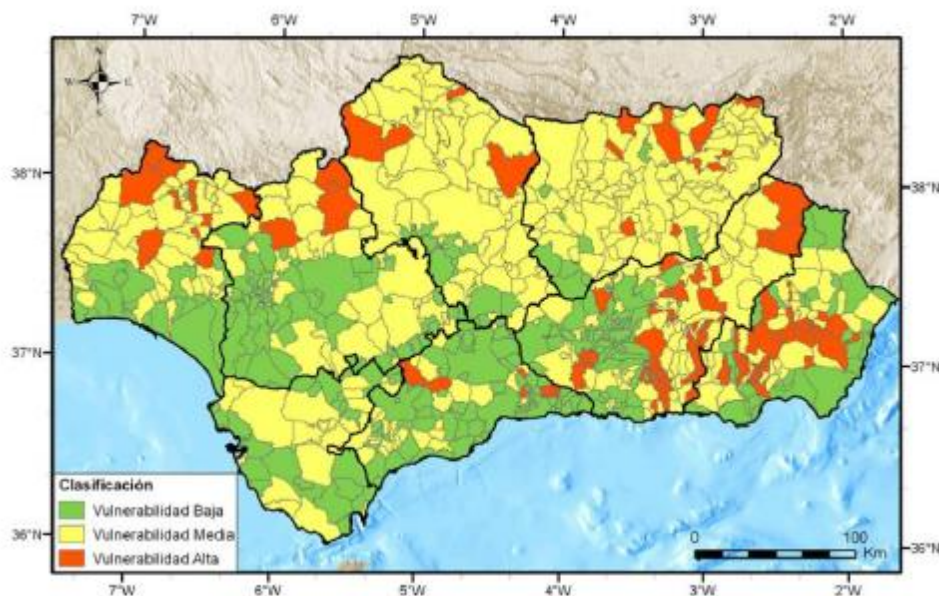 7°W 6°W 5°W 4°W 3°W 2°W
N
W E
S
38°N 38°N
37°N 37°N
Clasificación
Vulnerabilidad Baja
Vulnerabilidad Media
Vulnerabilidad Alta
36°N 36°N
0 100
Km
7°W 6°W 5°W 4°W 3°W 2°W